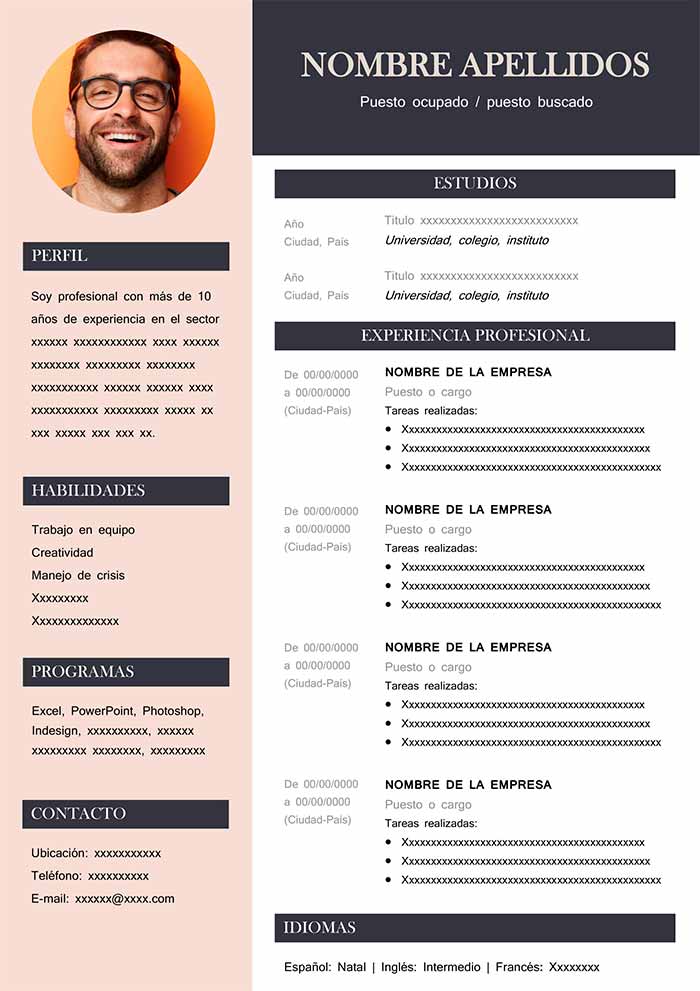 NOMBRE APELLIDOS
Puesto ocupado / puesto buscado
PERFIL
Soy profesional con más de 10
años de experiencia en el sector
xxxxxx xxxxxxxxxxxx xxxx xxxxxx
xxxxxxxx xxxxxxxxx xxxxxxxx
xxxxxxxxxxx xxxxxx xxxxxx xxxx
xxxxxxxxxxx xxxxxxxxx xxxxx xx
xxx xxxxx xxx xxx xx.
HABILIDADES
Trabajo en equipo
Creatividad
Manejo de crisis
Xxxxxxxxx
Xxxxxxxxxxxxx
PROGRAMAS
Excel, PowerPoint, Photoshop,
Indesign, xxxxxxxxxx, xxxxxx
xxxxxxxxx xxxxxxxx, xxxxxxxxx
CONTACTO
Ubicación: xxxxxxxxxxx
Teléfono: xxxxxxxxxx
E-mail: xxxxxx@xxxx.com
ESTUDIOS
Año
Ciudad, País
Titulo xxxxxxxxxxxxxxxxxxxxxxxxxx
Universidad, colegio, instituto
Año
Ciudad, País
Titulo xxxxxxxxxxxxxxxxxxxxxxxxxx
Universidad, colegio, instituto
EXPERIENCIA PROFESIONAL
De 00/00/0000
a 00/00/0000
(Ciudad-País)
NOMBRE DE LA EMPRESA
Puesto o cargo
Tareas realizadas:
• Xxxxxxxxxxxxxxxxxxxxxxxxxxxxxxxxxxxxxxxxxxx
• Xxxxxxxxxxxxxxxxxxxxxxxxxxxxxxxxxxxxxxxxxxxx
• Xxxxxxxxxxxxxxxxxxxxxxxxxxxxxxxxxxxxxxxxxxxxxx
De 00/00/0000
a 00/00/0000
(Ciudad-País)
NOMBRE DE LA EMPRESA
Puesto o cargo
Tareas realizadas:
• Xxxxxxxxxxxxxxxxxxxxxxxxxxxxxxxxxxxxxxxxxxx
• Xxxxxxxxxxxxxxxxxxxxxxxxxxxxxxxxxxxxxxxxxxxx
• Xxxxxxxxxxxxxxxxxxxxxxxxxxxxxxxxxxxxxxxxxxxxxx
De 00/00/0000
a 00/00/0000
(Ciudad-País)
NOMBRE DE LA EMPRESA
Puesto o cargo
Tareas realizadas:
• Xxxxxxxxxxxxxxxxxxxxxxxxxxxxxxxxxxxxxxxxxxx
• Xxxxxxxxxxxxxxxxxxxxxxxxxxxxxxxxxxxxxxxxxxxx
• Xxxxxxxxxxxxxxxxxxxxxxxxxxxxxxxxxxxxxxxxxxxxxx
De 00/00/0000
a 00/00/0000
(Ciudad-País)
NOMBRE DE LA EMPRESA
Puesto o cargo
Tareas realizadas:
• Xxxxxxxxxxxxxxxxxxxxxxxxxxxxxxxxxxxxxxxxxxx
• Xxxxxxxxxxxxxxxxxxxxxxxxxxxxxxxxxxxxxxxxxxxx
• Xxxxxxxxxxxxxxxxxxxxxxxxxxxxxxxxxxxxxxxxxxxxxx
IDIOMAS
Español: Natal | Inglés: Intermedio | Francés: Xxxxxxxx